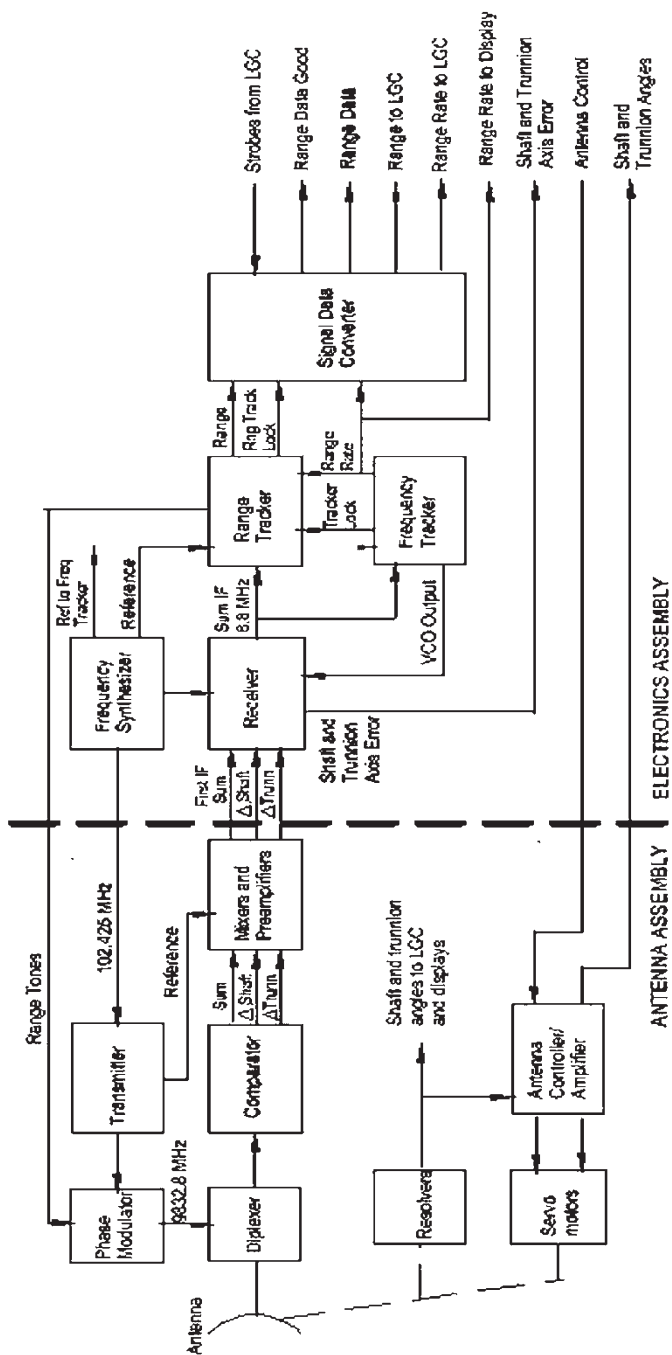 Range Tones
102.425 MHz
Ref to Freq
Tracker
Reference
Phase
Modulator
Transmitter
Frequency
Synthesizer
9832.8 MHz
Reference
Antenna
Diplexer
Comparator
Sum
Δ Shaft
Δ Trunn
Mixers and
Preamplifiers
First IF
Sum
Δ Shaft
Δ Trunn
Receiver
Sum IF
6.8 MHz
Range
Tracker
Range
Rng Track
Lock
Signal Data
Converter
Strobes from LGC
Range Data Good
Range Data
Range to LGC
Range Rate to LGC
Range Rate to Display
Tracker
Lock
Range
Rate
Frequency
Tracker
VCO Output
Shaft and
Trunnion
Axis Error
Shaft and Trunnion
Axis Error
Resolvers
Shaft and trunnion
angles to LGC
and displays
Antenna Control
Servo
motors
Antenna
Controller/
Amplifier
Shaft and
Trunnion Angles
ANTENNA ASSEMBLY
ELECTRONICS ASSEMBLY